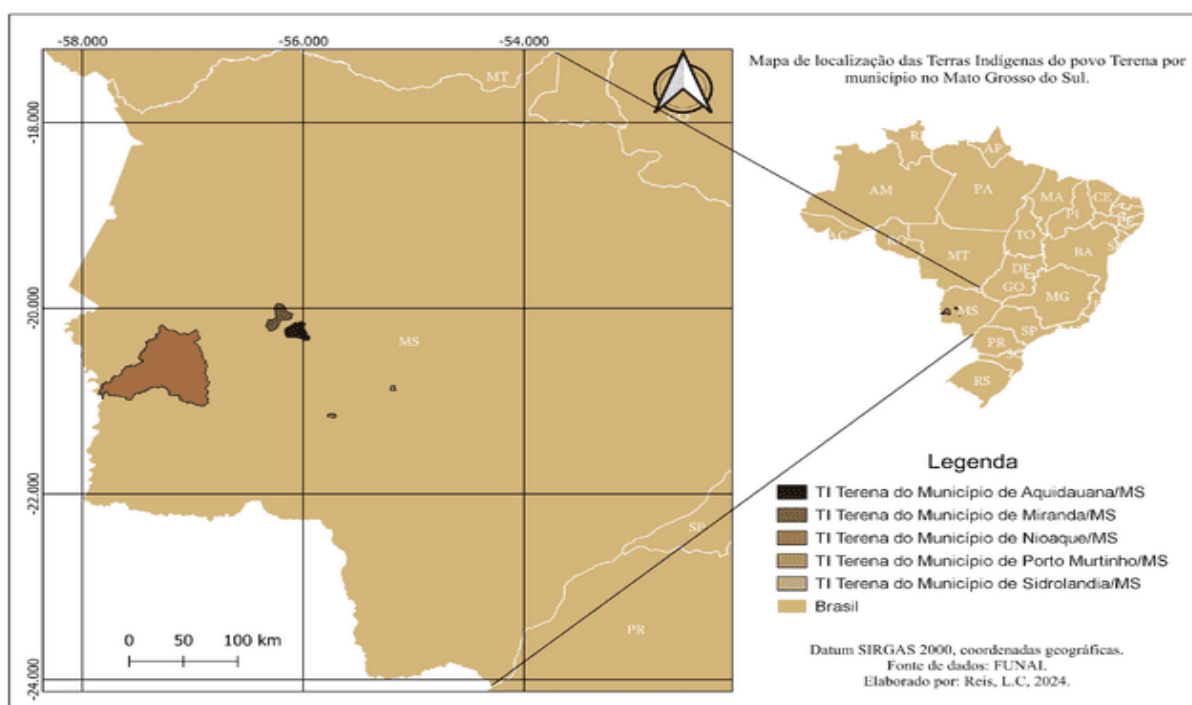 -58.000 -56.000 -54.000
-18.000
-20.000
-22.000
-24.000
MT
MS
SP
PR
0 50 100 km
Mapa de localização das Terras Indígenas do povo Terena por
município no Mato Grosso do Sul.
AP
AM
PA
MA
CE
PI
AC
TO
BA
MT
DF
GO
MG
MS
SP
PR
SC
RS
Legenda
TI Terena do Município de Aquidauana/MS
TI Terena do Município de Miranda/MS
TI Terena do Município de Nioaque/MS
TI Terena do Município de Porto Murtinho/MS
TI Terena do Município de Sidrolandia/MS
Brasil
Datum SIRGAS 2000, coordenadas geográficas.
Fonte de dados: FUNAI.
Elaborado por: Reis, L.C, 2024.